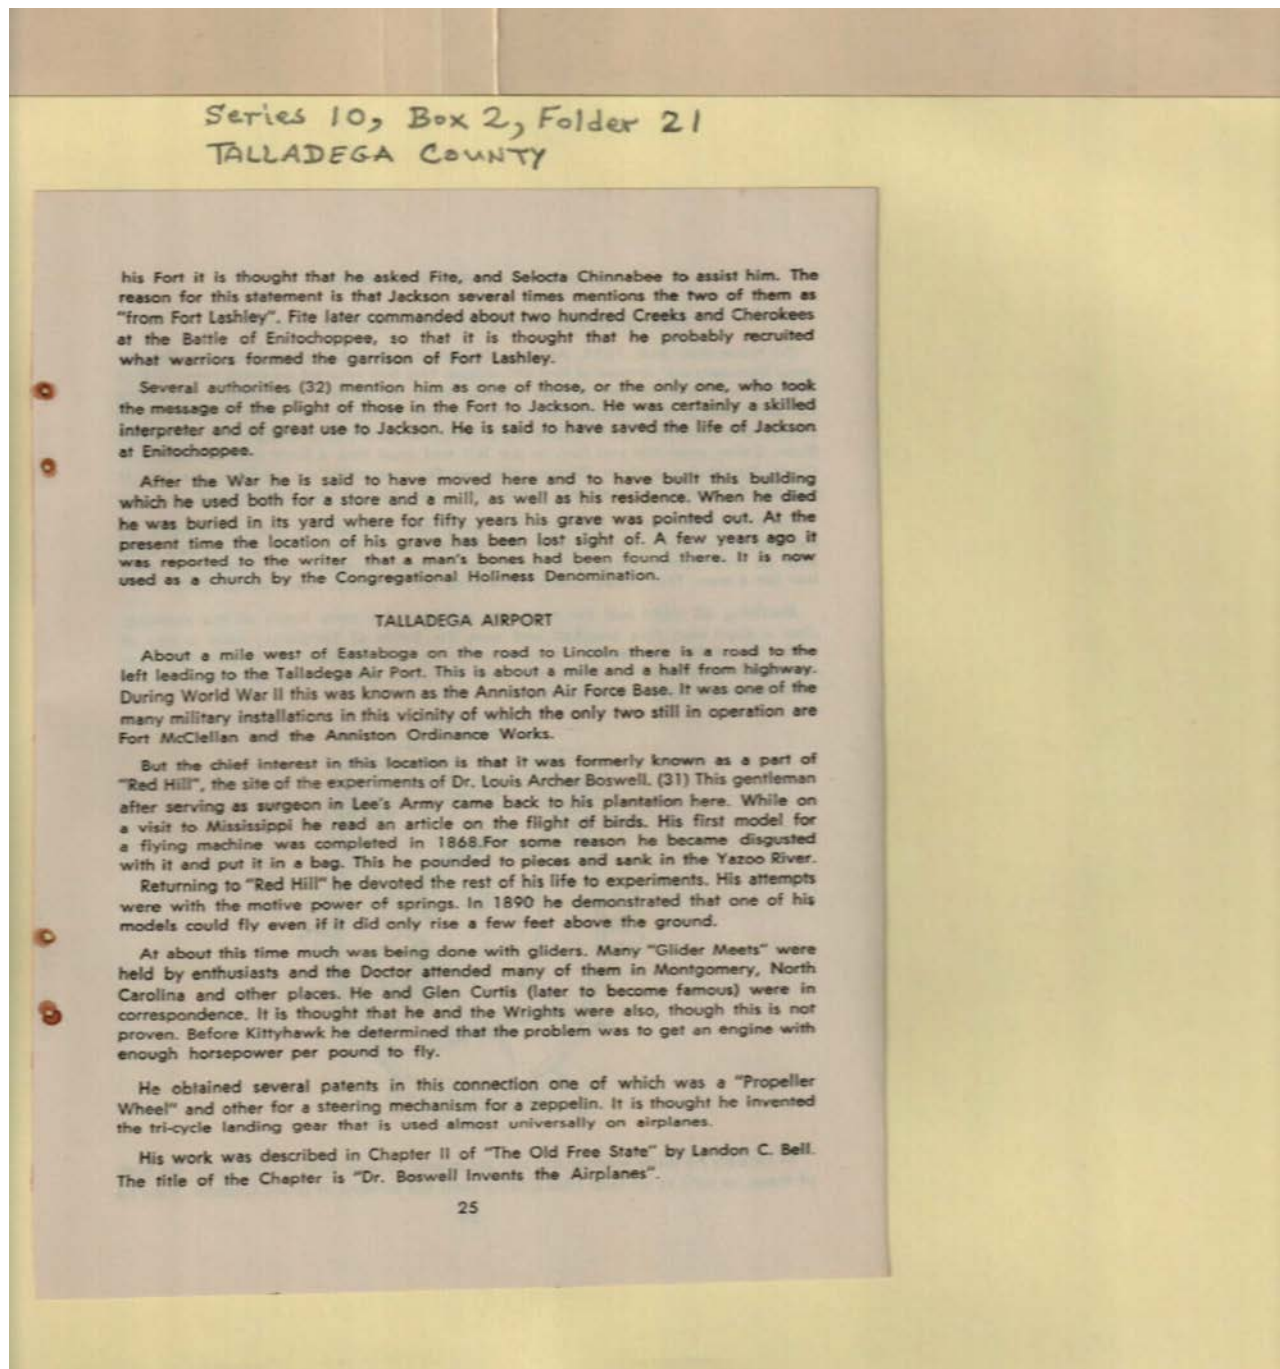 Series 10, Box 2, Folder 21
TALLADEGA COUNTY
his Fort it is thought that he asked Fite, and Selocta Chinnabee to assist him. The
reason for this statement is that Jackson several times mentions the two of them as
"from Fort Lashley". Fite later commanded about two hundred Creeks and Cherokees
at the Battle of Enitochoppee, so that it is thought that he probably recruited
what warriors formed the garrison of Fort Lashley.
Several authorities (32) mention him as one of those, or the only one, who took
the message of the plight of those in the Fort to Jackson. He was certainly a skilled
interpreter and of great use to Jackson. He is said to have saved the life of Jackson
at Enitochoppee.
After the War he is said to have moved here and to have built this building
which he used both for a store and a mill, as well as his residence. When he died
he was buried in its yard where for fifty years his grave was pointed out. At the
present time the location of his grave has been lost sight of. A few years ago it
was reported to the writer that a man's bones had been found there. It is now
used as a church by the Congregational Holiness Denomination.
TALLADEGA AIRPORT
About a mile west of Eastaboga on the road to Lincoln there is a road to the
left leading to the Talladega Air Port. This is about a mile and a half from highway.
During World War II this was known as the Anniston Air Force Base. It was one of the
many military installations in this vicinity of which the only two still in operation are
Fort McClellan and the Anniston Ordinance Works.
But the chief interest in this location is that it was formerly known as a part of
"Red Hill", the site of the experiments of Dr. Louis Archer Boswell. (31) This gentleman
after serving as surgeon in Lee's Army came back to his plantation here. While on
a visit to Mississippi he read an article on the flight of birds. His first model for
a flying machine was completed in 1868.For some reason he became disgusted
with it and put it in a bag. This he pounded to pieces and sank in the Yazoo River.
Returning to "Red Hill" he devoted the rest of his life to experiments. His attempts
were with the motive power of springs. In 1890 he demonstrated that one of his
models could fly even if it did only rise a few feet above the ground.
At about this time much was being done with gliders. Many "Glider Meets" were
held by enthusiasts and the Doctor attended many of them in Montgomery, North
Carolina and other places. He and Glen Curtis (later to become famous) were in
correspondence. It is thought that he and the Wrights were also, though this is not
proven. Before Kittyhawk he determined that the problem was to get an engine with
enough horsepower per pound to fly.
He obtained several patents in this connection one of which was a "Propeller
Wheel" and other for a steering mechanism for a zeppelin. It is thought he invented
the tri-cycle landing gear that is used almost universally on airplanes.
His work was described in Chapter II of "The Old Free State" by Landon C. Bell.
The title of the Chapter is "Dr. Boswell Invents the Airplanes".
25